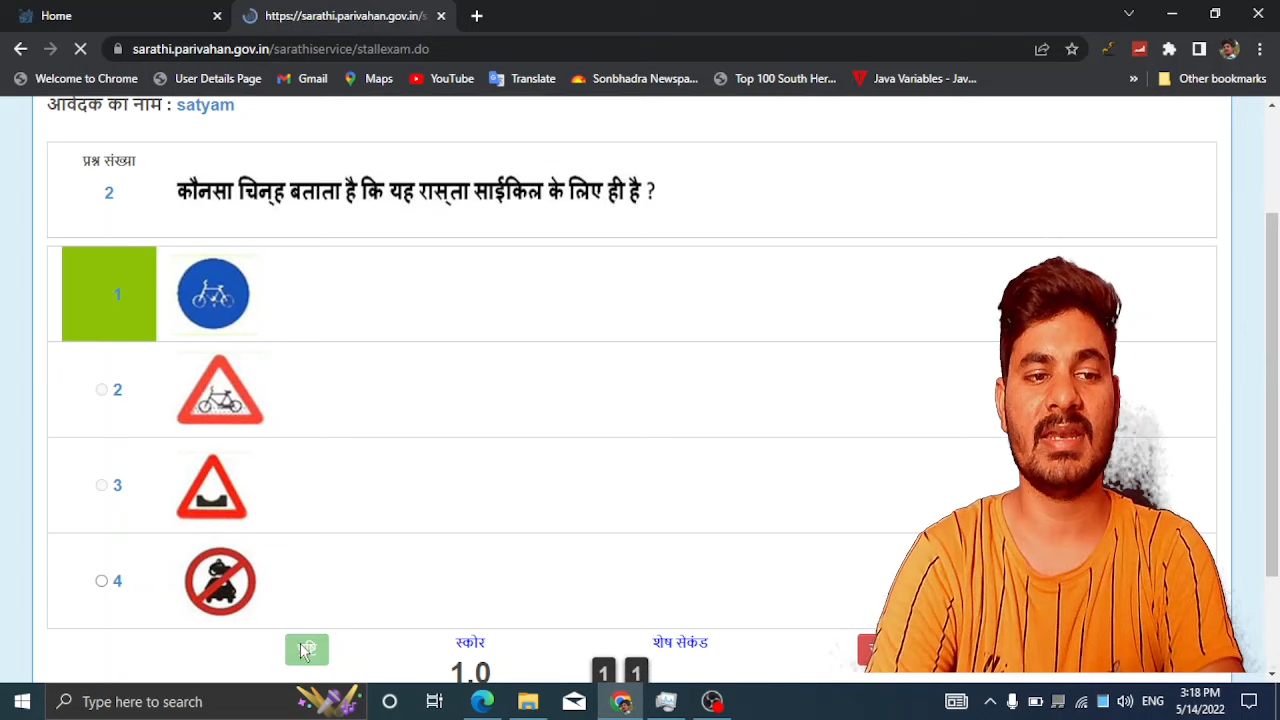 Home
https://sarathi.parivahan.gov.in/s
sarathi.parivahan.gov.in/sarathiservice/stallexam.do
Welcome to Chrome
User Details Page
Gmail
Maps
YouTube
Translate
Sonbhadra Newspa...
Top 100 South Her...
Java Variables - Jav...
»
Other bookmarks
आवेदक का नाम : satyam
प्रश्न संख्या
2
कौनसा चिन्ह बताता है कि यह रास्ता साईकिल के लिए ही है ?
1
2
3
4
स्कोर
शेष सेकंड
1.0
1 1
Type here to search
ENG
3:18 PM
5/14/2022